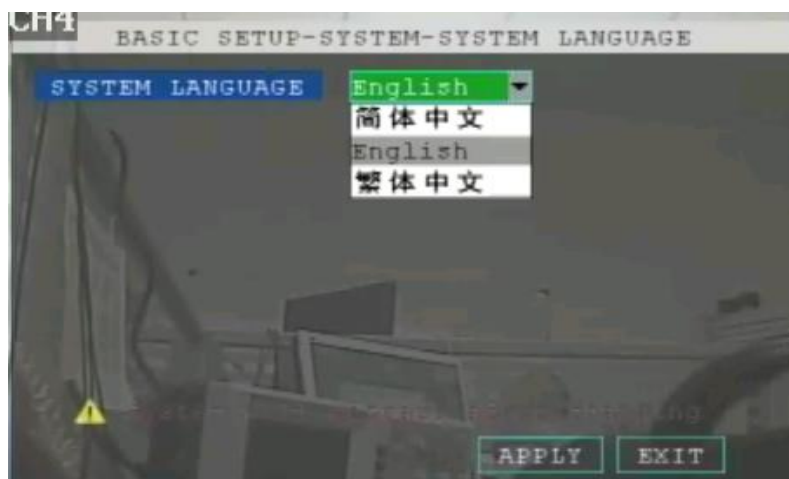 CH4
BASIC SETUP-SYSTEM-SYSTEM LANGUAGE
SYSTEM LANGUAGE English
简体中文
English
繁体中文
APPLY EXIT